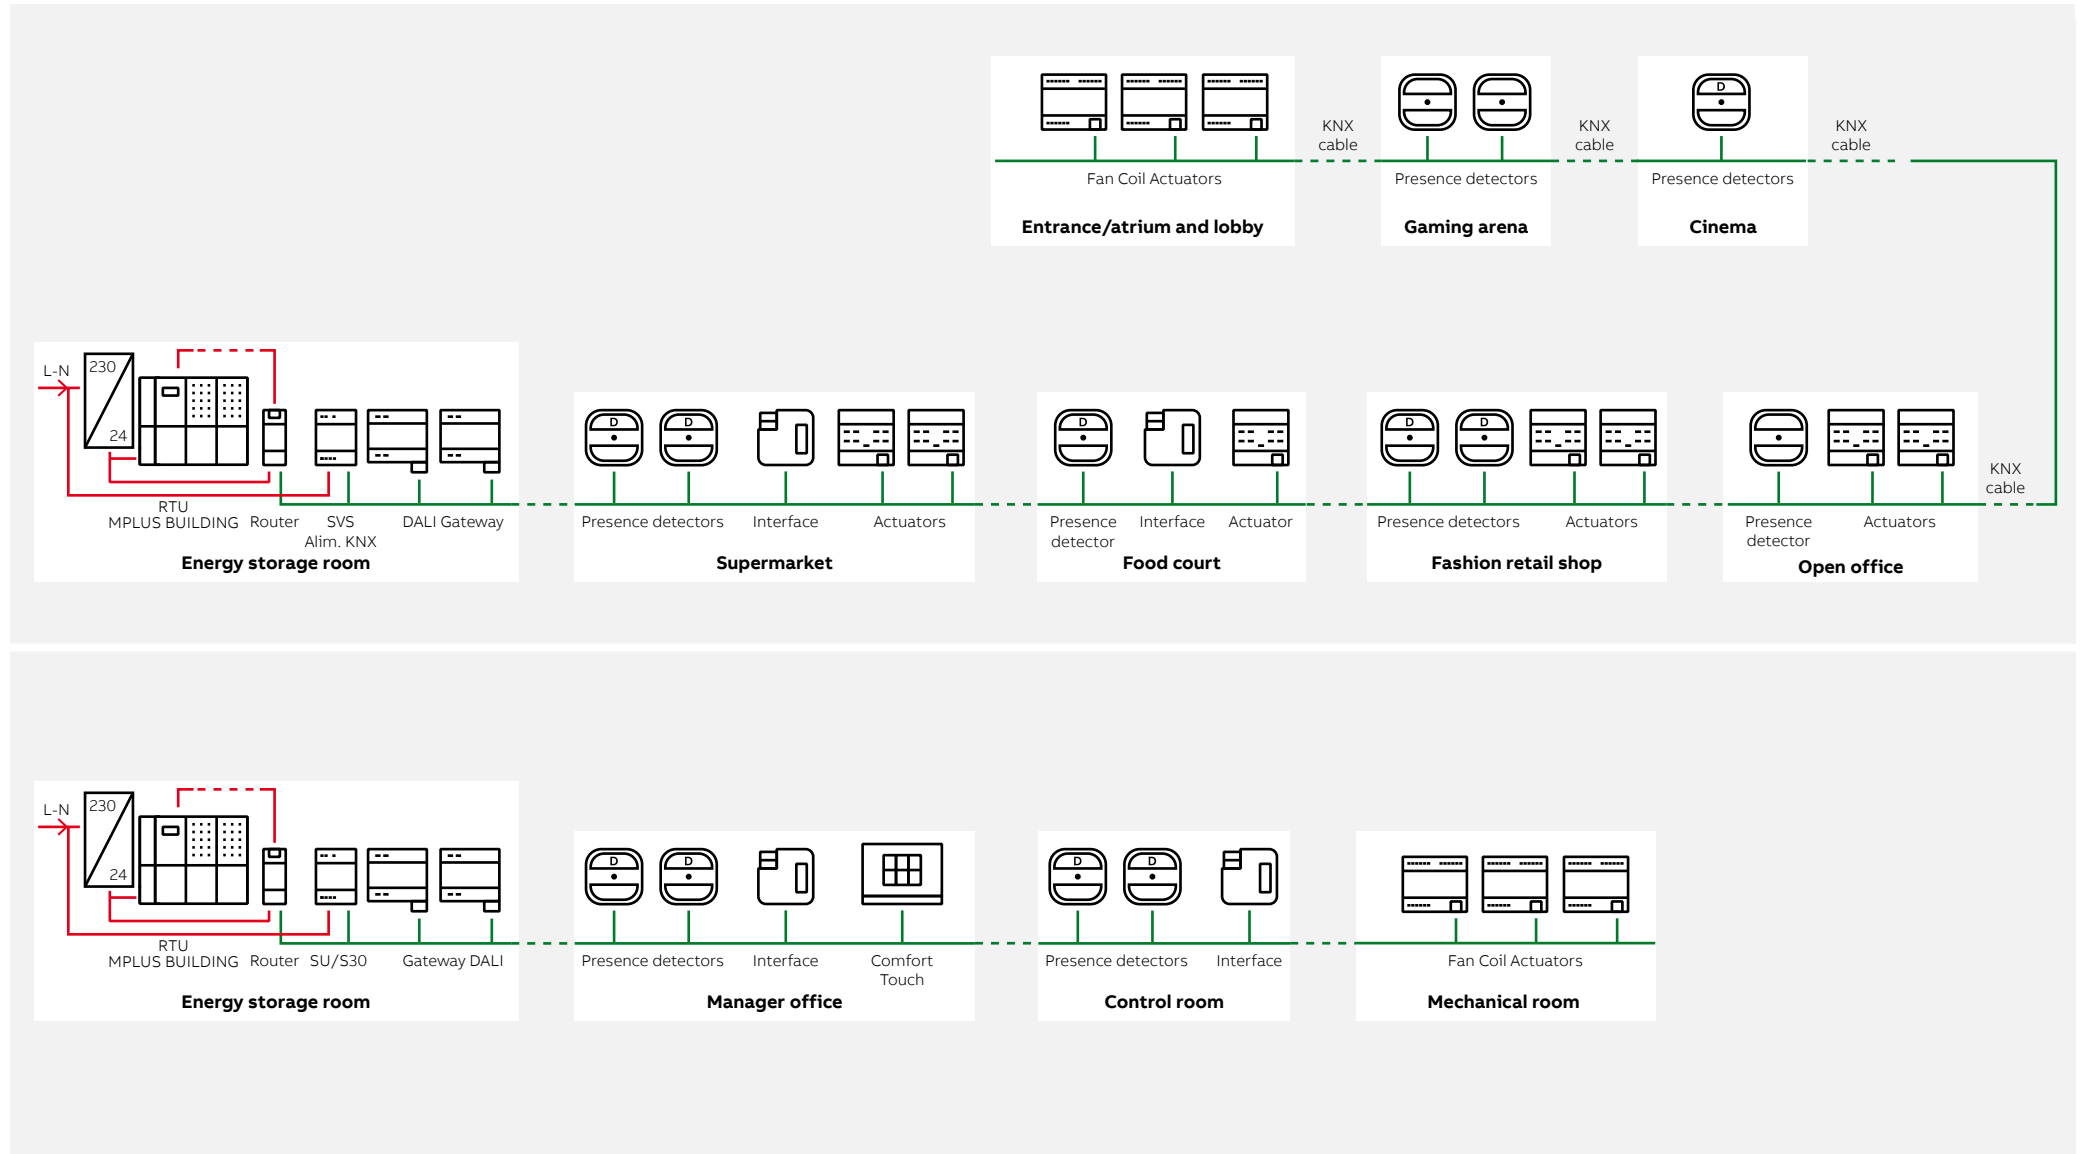 KNX
cable
KNX
cable
KNX
cable
D
Fan Coil Actuators
Presence detectors
Presence detectors
Entrance/atrium and lobby
Gaming arena
Cinema
L-N
230
24
D
D
D
D
D
KNX
cable
RTU
MPLUS BUILDING
Router
SVS
Alim. KNX
DALI Gateway
Energy storage room
Presence detectors
Interface
Actuators
Supermarket
Presence
detector
Interface
Actuator
Food court
Presence detectors
Actuators
Fashion retail shop
Presence
detector
Actuators
Open office
L-N
230
24
D
D
D
D
RTU
MPLUS BUILDING
Router
SU/S30
Gateway DALI
Energy storage room
Presence detectors
Interface
Comfort
Touch
Manager office
Presence detectors
Interface
Control room
Fan Coil Actuators
Mechanical room